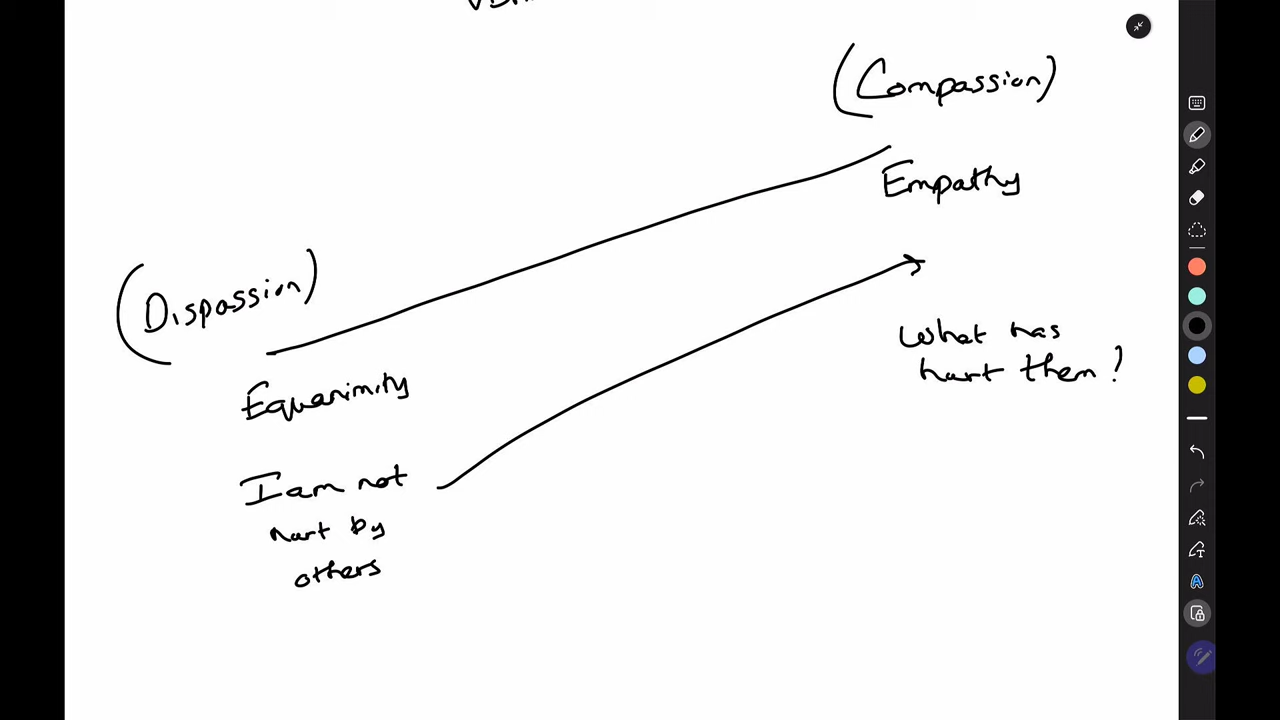 (Compassion)
Empathy
(Dispassion)
Equanimity
What has
hurt them?
I am not
hurt by
others